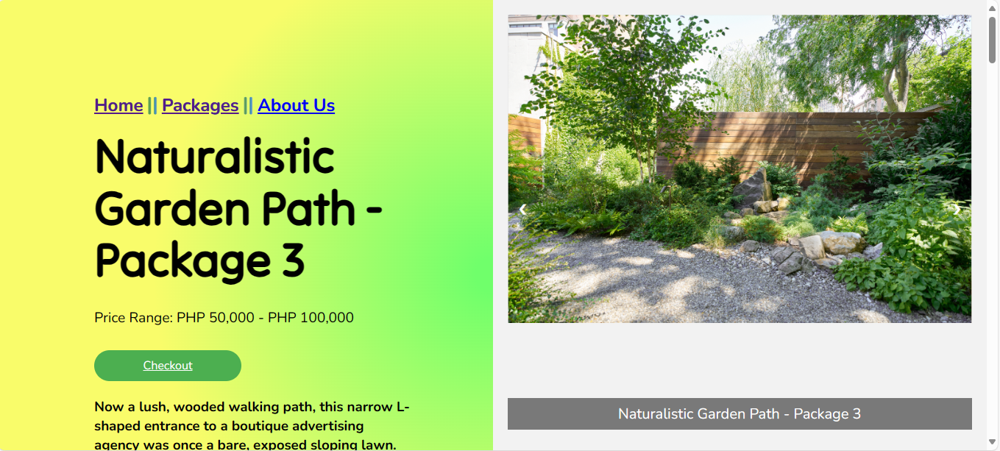 Home || Packages || About Us
Naturalistic
Garden Path -
Package 3
Price Range: PHP 50,000 - PHP 100,000
Checkout
Now a lush, wooded walking path, this narrow L-
shaped entrance to a boutique advertising
agency was once a bare, exposed sloping lawn.
Naturalistic Garden Path - Package 3